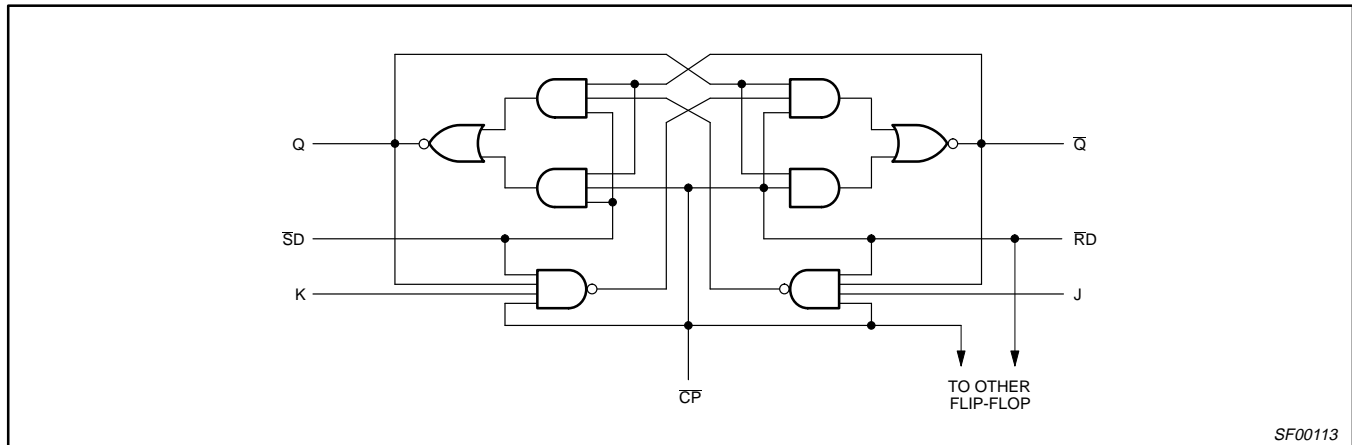 Q
Q̅
S̅D
R̅D
K
J
C̅P̅
TO OTHER
FLIP-FLOP
SF00113